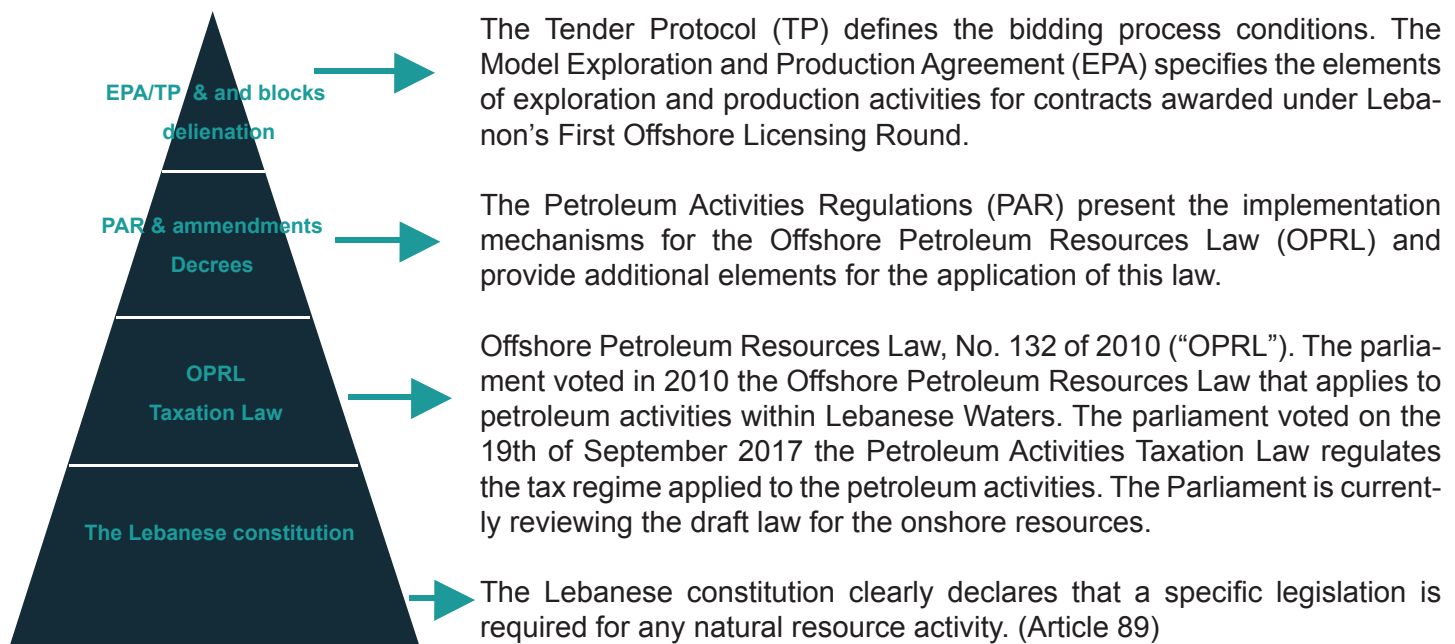 EPA/TP & and blocks
delienation
The Tender Protocol (TP) defines the bidding process conditions. The
Model Exploration and Production Agreement (EPA) specifies the elements
of exploration and production activities for contracts awarded under Leba-
non’s First Offshore Licensing Round.
PAR & ammendments
Decrees
The Petroleum Activities Regulations (PAR) present the implementation
mechanisms for the Offshore Petroleum Resources Law (OPRL) and
provide additional elements for the application of this law.
OPRL
Taxation Law
Offshore Petroleum Resources Law, No. 132 of 2010 (“OPRL”). The parlia-
ment voted in 2010 the Offshore Petroleum Resources Law that applies to
petroleum activities within Lebanese Waters. The parliament voted on the
19th of September 2017 the Petroleum Activities Taxation Law regulates
the tax regime applied to the petroleum activities. The Parliament is current-
ly reviewing the draft law for the onshore resources.
The Lebanese constitution
The Lebanese constitution clearly declares that a specific legislation is
required for any natural resource activity. (Article 89)